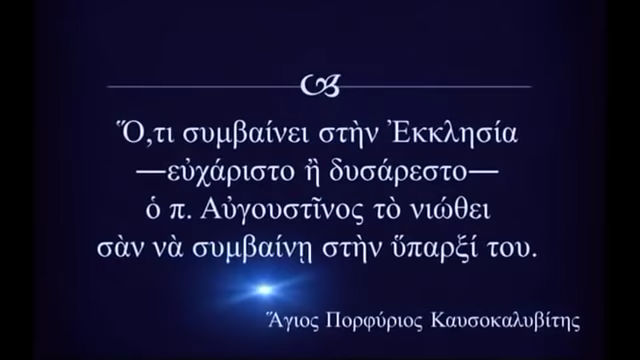 Ὅ,τι συμβαίνει στὴν Ἐκκλησία
—εὐχάριστο ἢ δυσάρεστο—
ὁ π. Αὐγουστῖνος τὸ νιώθει
σὰν νὰ συμβαίνῃ στὴν ὕπαρξί του.
Ἅγιος Πορφύριος Καυσοκαλυβίτης